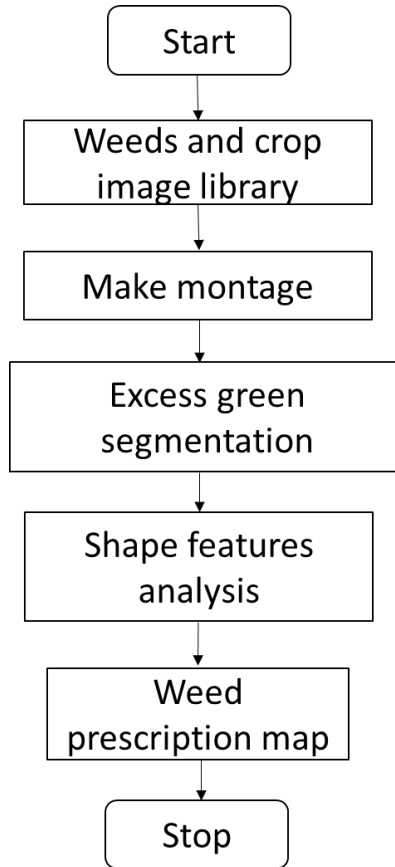 Start
Weeds and crop
image library
Make montage
Excess green
segmentation
Shape features
analysis
Weed
prescription map
Stop